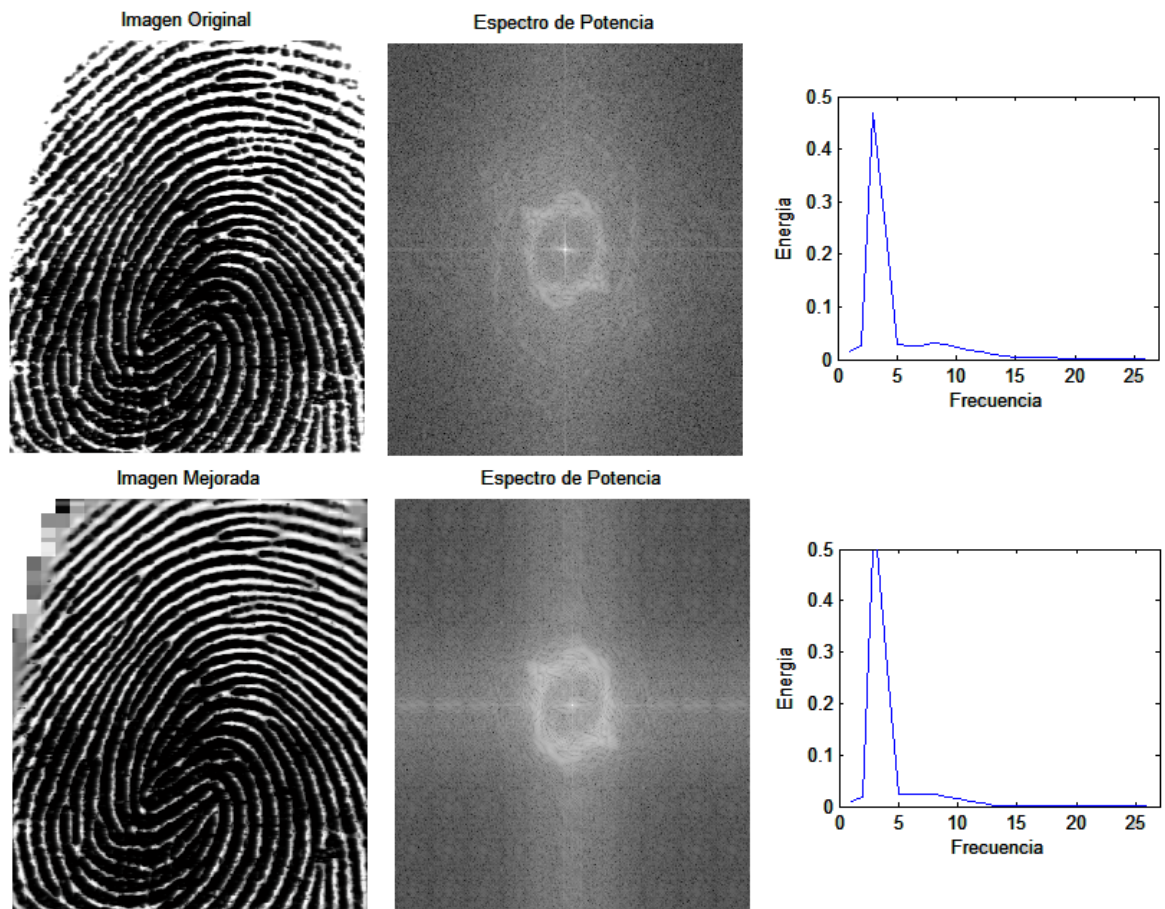 Imagen Original
Espectro de Potencia
0.5
0.4
0.3
0.2
0.1
0
Energia
0 5 10 15 20 25
Frecuencia
Imagen Mejorada
Espectro de Potencia
0.5
0.4
0.3
0.2
0.1
0
Energia
0 5 10 15 20 25
Frecuencia